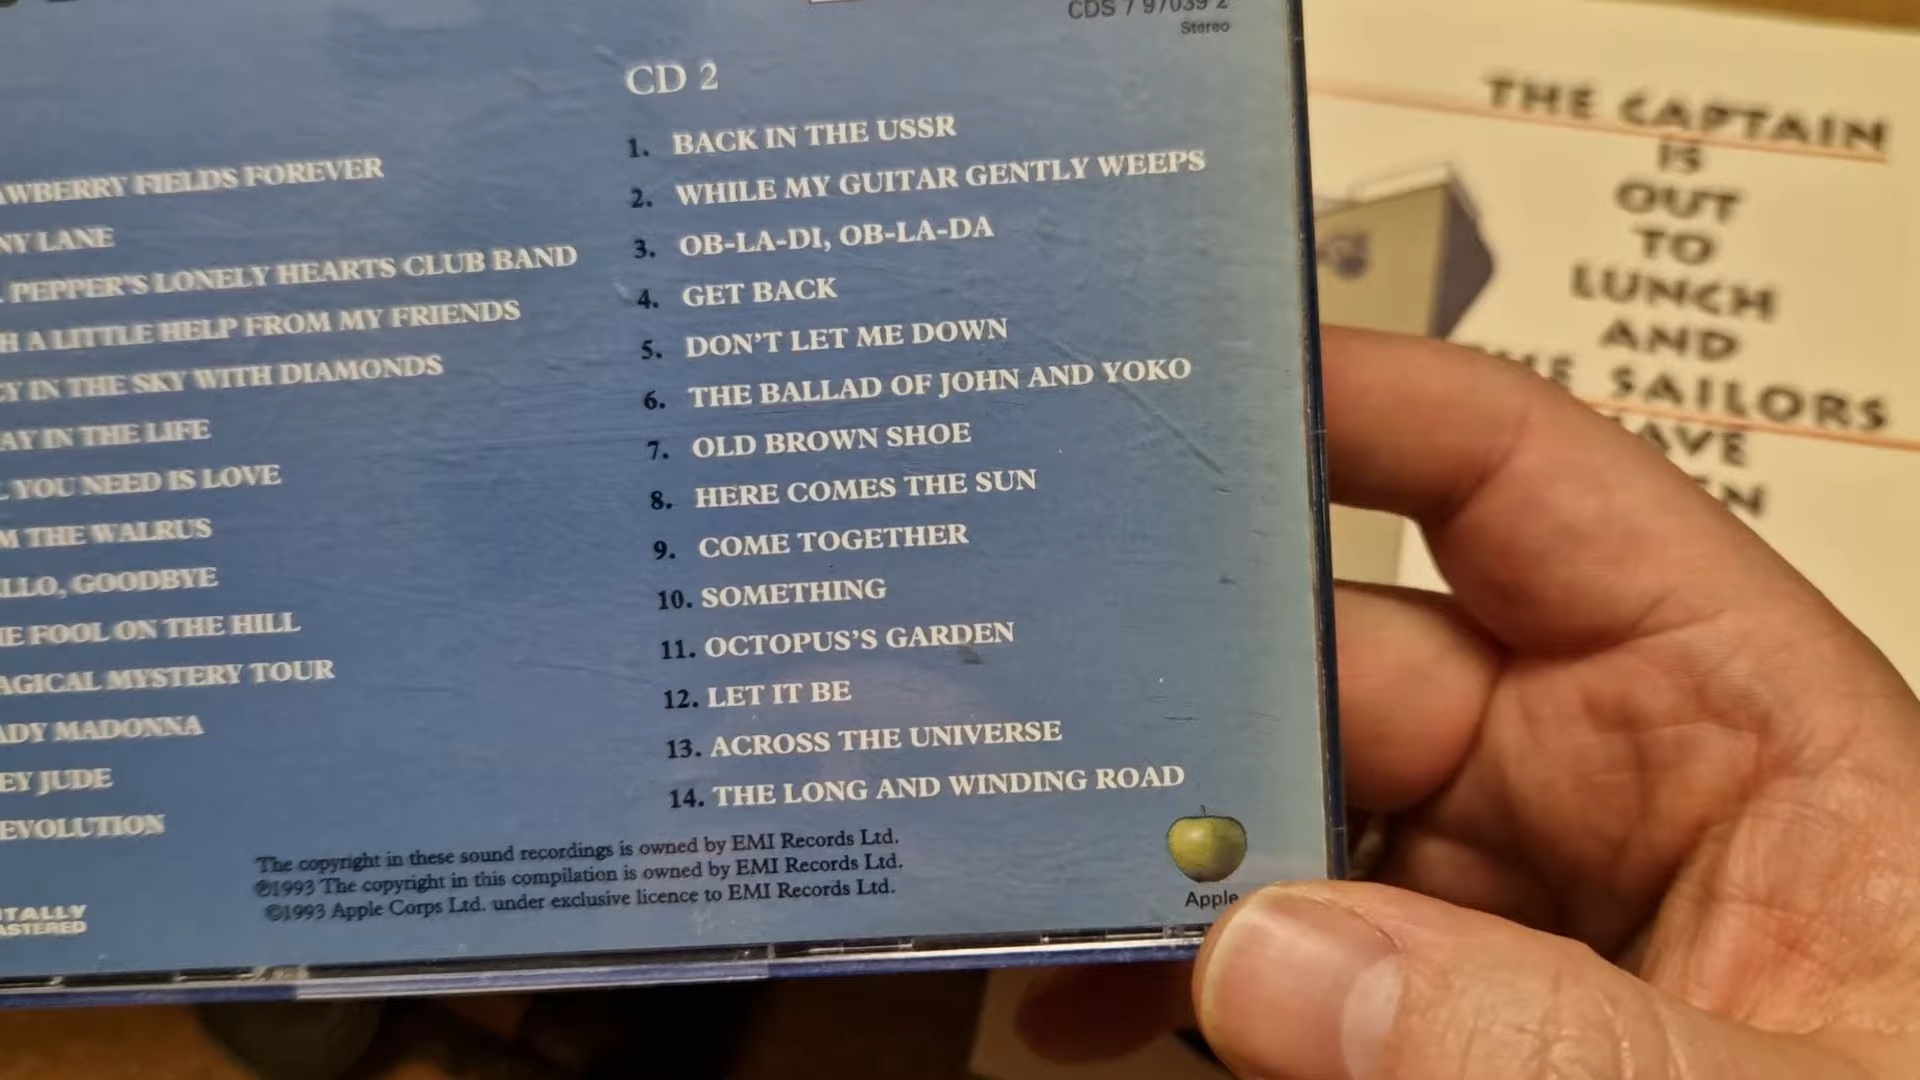 CDS 7 97039 2
Stereo
AWBERRY FIELDS FOREVER
NY LANE
. PEPPER'S LONELY HEARTS CLUB BAND
H A LITTLE HELP FROM MY FRIENDS
CY IN THE SKY WITH DIAMONDS
AY IN THE LIFE
L YOU NEED IS LOVE
M THE WALRUS
LLO, GOODBYE
HE FOOL ON THE HILL
AGICAL MYSTERY TOUR
ADY MADONNA
EY JUDE
EVOLUTION
ITALLY
ASTERED
CD 2
1. BACK IN THE USSR
2. WHILE MY GUITAR GENTLY WEEPS
3. OB-LA-DI, OB-LA-DA
4. GET BACK
5. DON'T LET ME DOWN
6. THE BALLAD OF JOHN AND YOKO
7. OLD BROWN SHOE
8. HERE COMES THE SUN
9. COME TOGETHER
10. SOMETHING
11. OCTOPUS'S GARDEN
12. LET IT BE
13. ACROSS THE UNIVERSE
14. THE LONG AND WINDING ROAD
The copyright in these sound recordings is owned by EMI Records Ltd.
℗1993 The copyright in this compilation is owned by EMI Records Ltd.
©1993 Apple Corps Ltd. under exclusive licence to EMI Records Ltd.
Apple
THE CAPTAIN
IS
OUT
TO
LUNCH
AND
HE SAILORS
AVE
EN